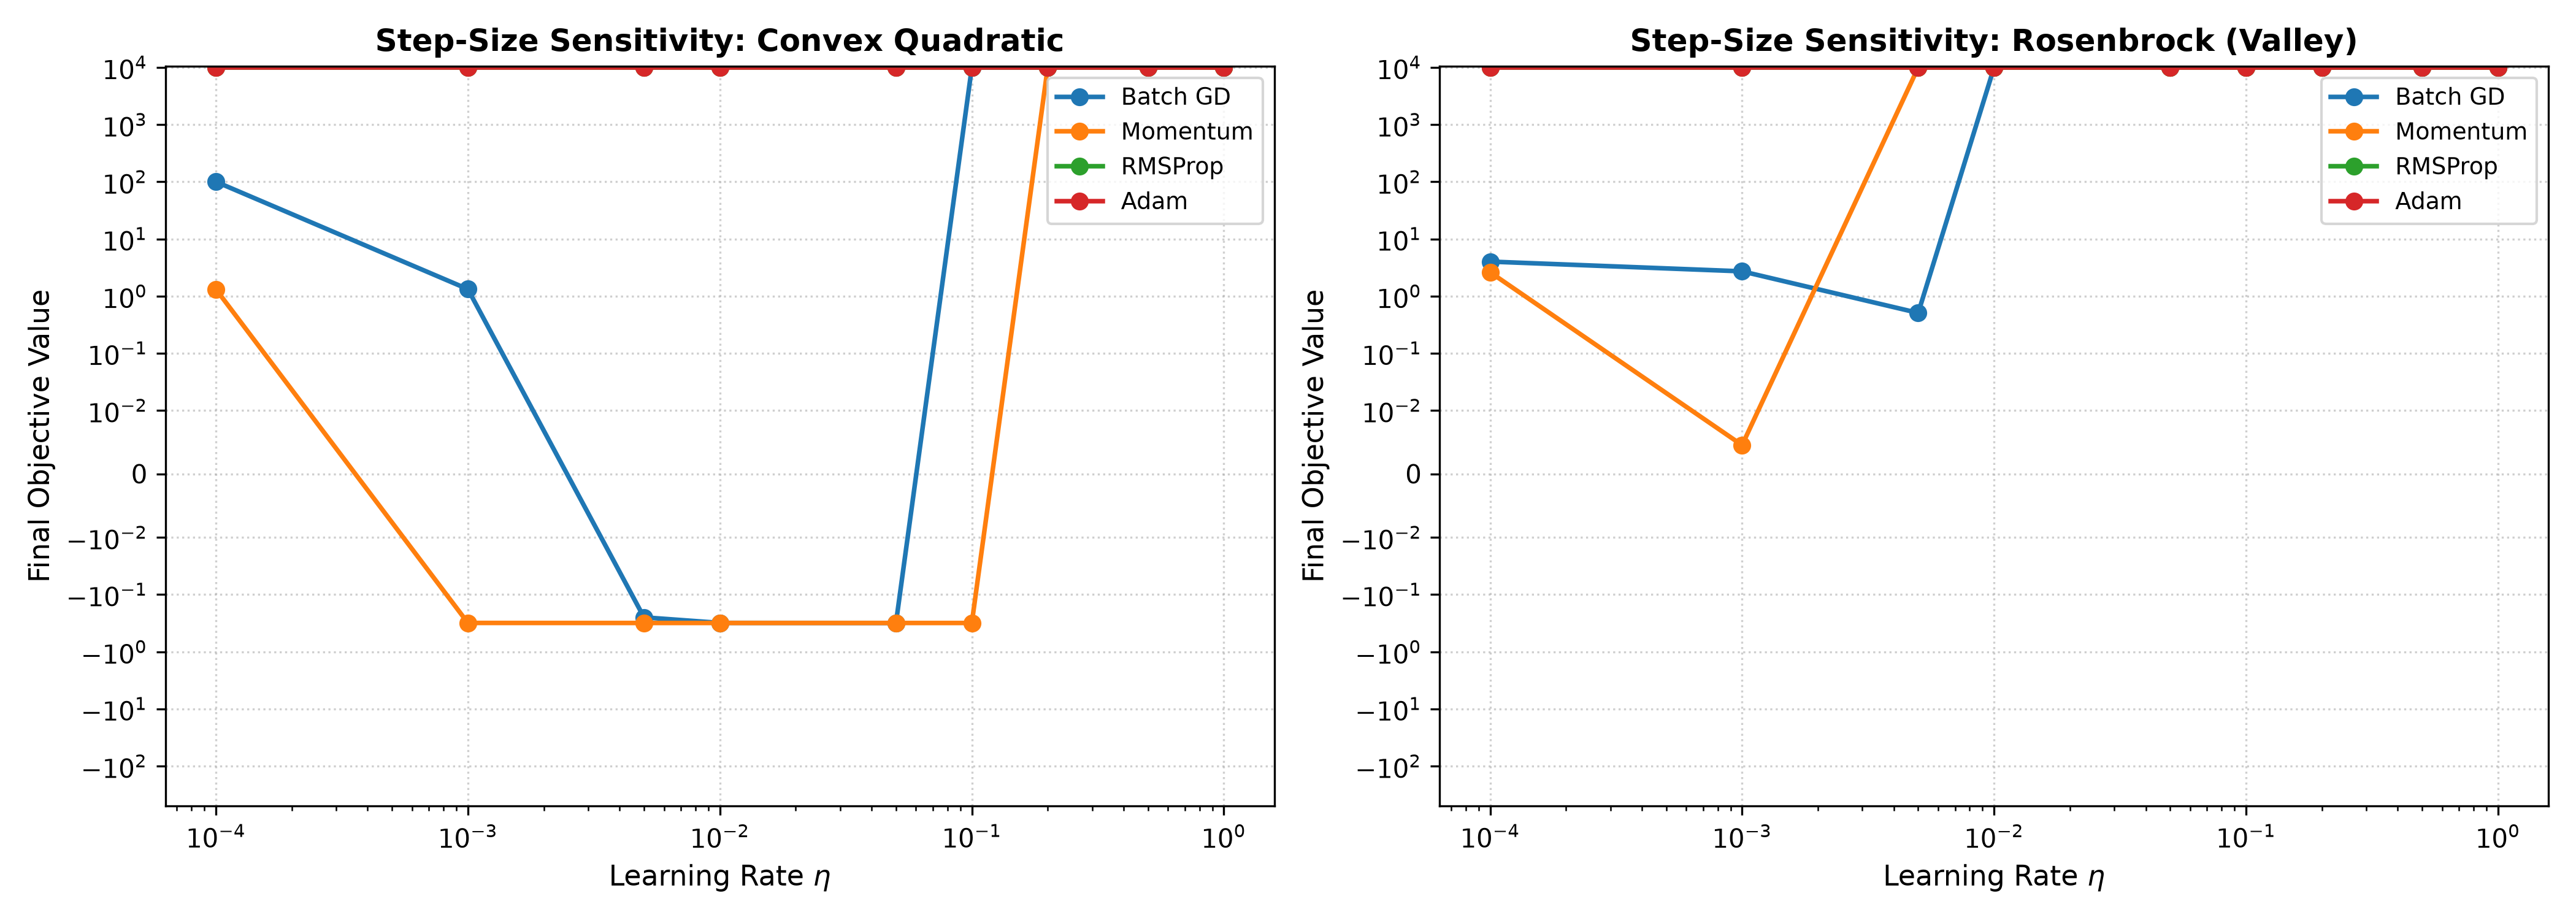 Step-Size Sensitivity: Convex Quadratic
Final Objective Value
10⁴
10³
10²
10¹
10⁰
10⁻¹
10⁻²
0
−10⁻²
−10⁻¹
−10⁰
−10¹
−10²
Batch GD
Momentum
RMSProp
Adam
10⁻⁴ 10⁻³ 10⁻² 10⁻¹ 10⁰
Learning Rate η
Step-Size Sensitivity: Rosenbrock (Valley)
Final Objective Value
10⁴
10³
10²
10¹
10⁰
10⁻¹
10⁻²
0
−10⁻²
−10⁻¹
−10⁰
−10¹
−10²
Batch GD
Momentum
RMSProp
Adam
10⁻⁴ 10⁻³ 10⁻² 10⁻¹ 10⁰
Learning Rate η